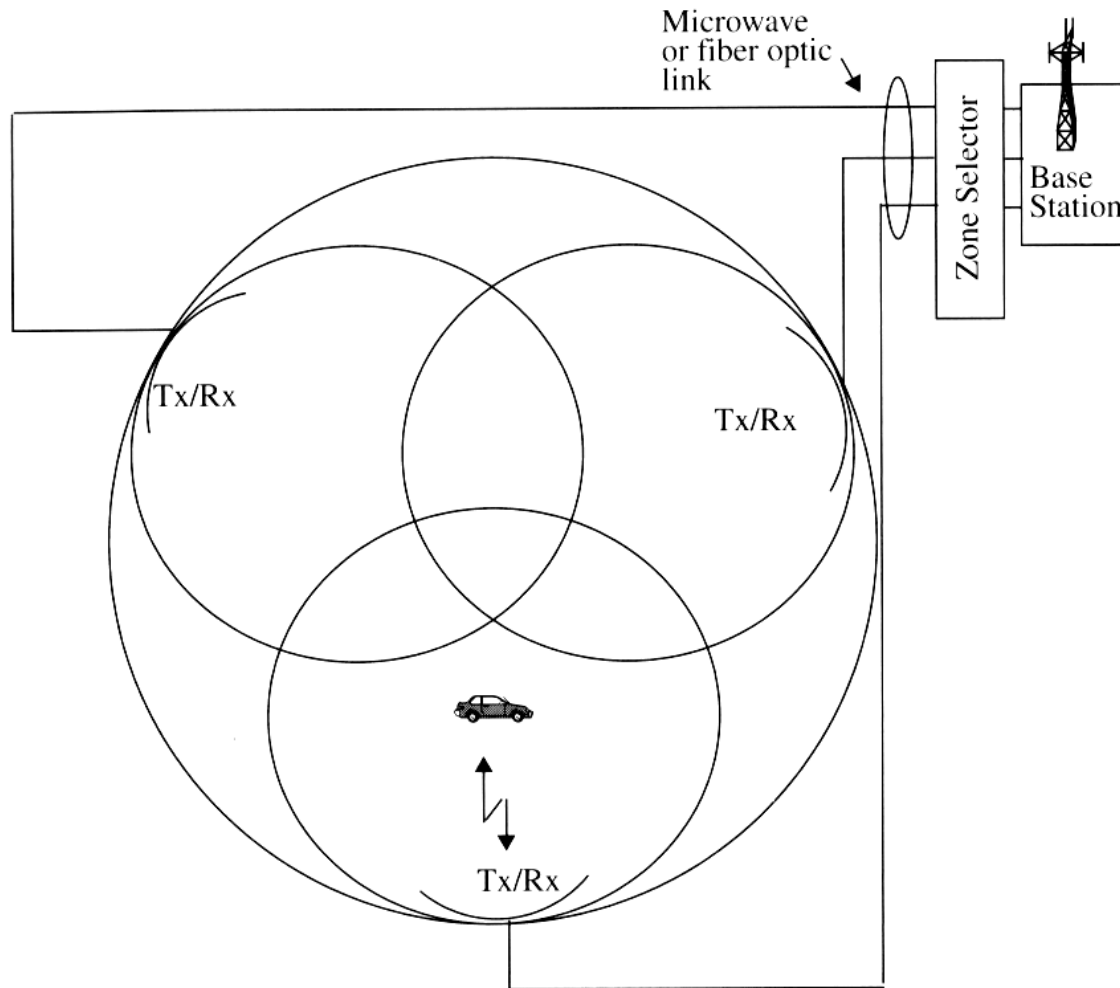 Microwave
or fiber optic
link
Zone Selector
Base
Station
Tx/Rx
Tx/Rx
Tx/Rx